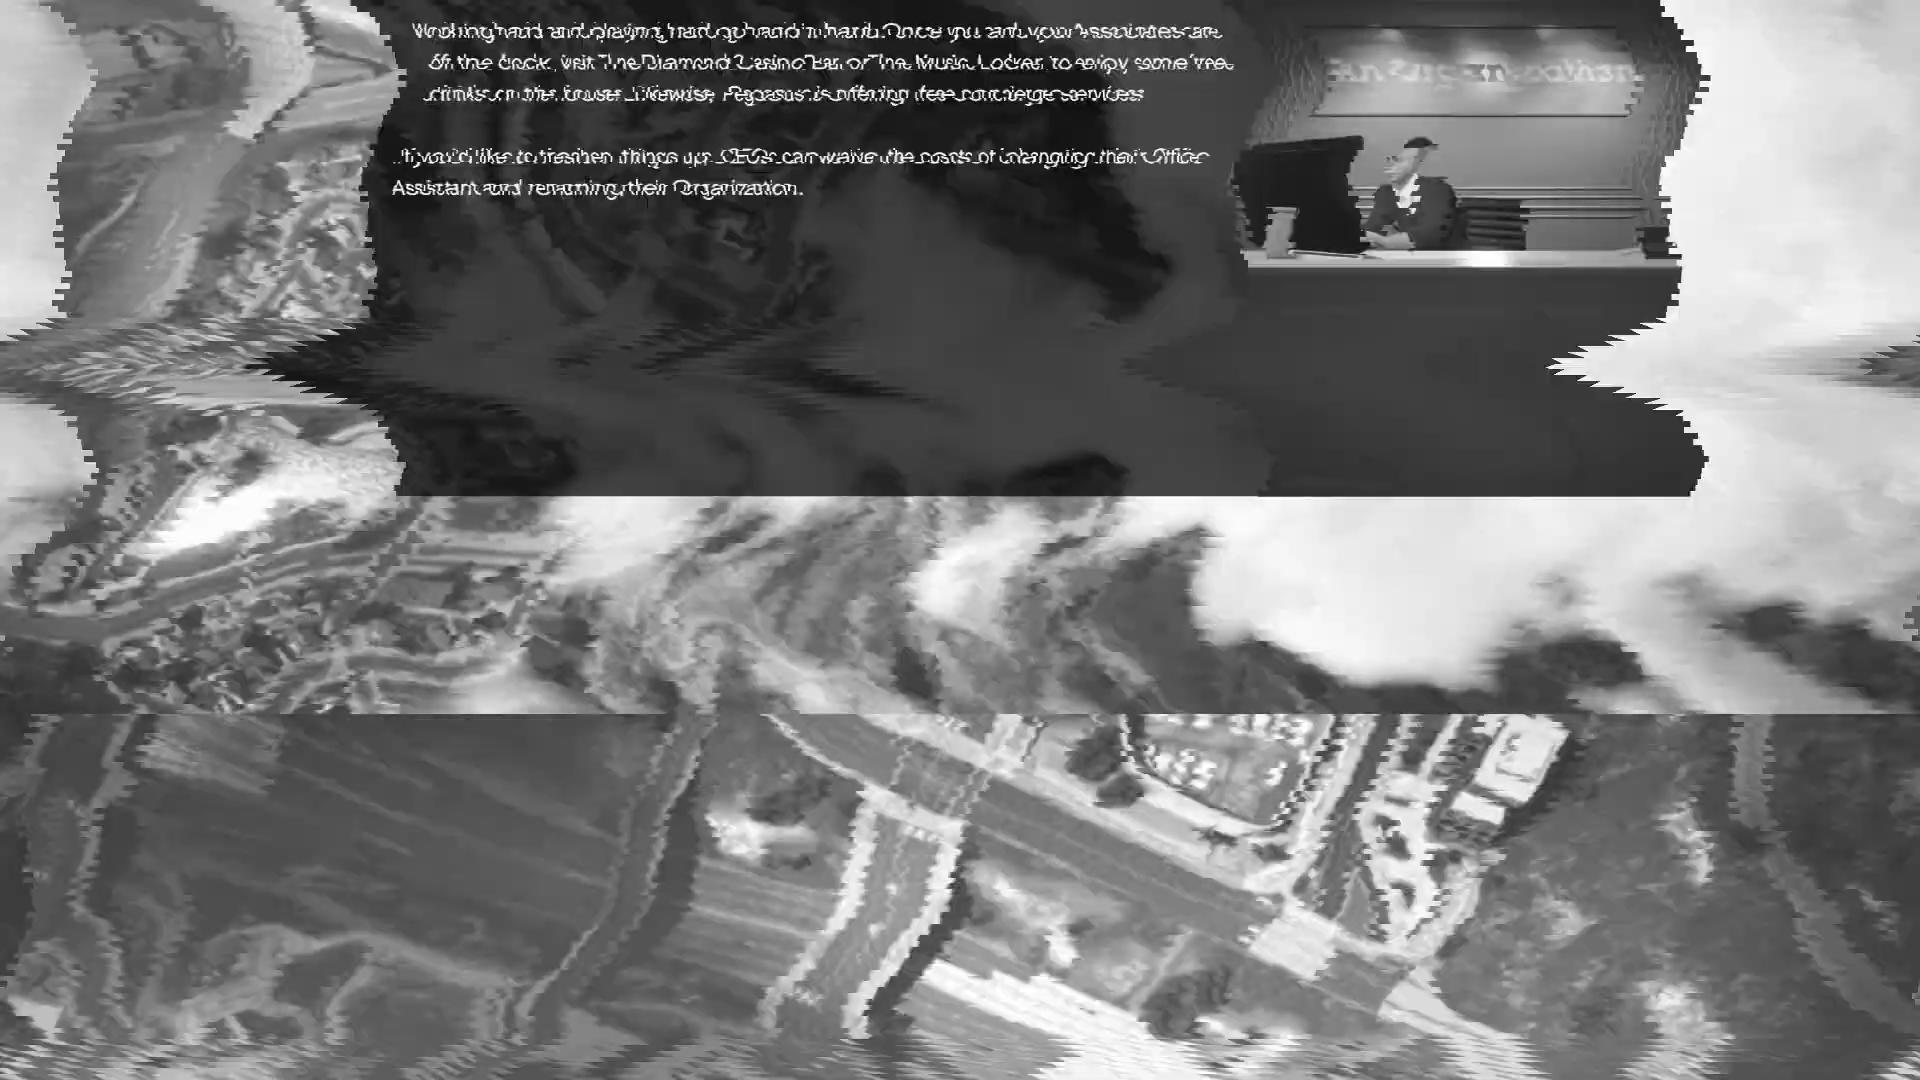 Working hard and playing hard go hand in hand. Once you and your Associates are
off the clock, visit The Diamond Casino Bar or The Music Locker to enjoy some free
drinks on the house. Likewise, Pegasus is offering free concierge services.
If you'd like to freshen things up, CEOs can waive the costs of changing their Office
Assistant and renaming their Organization.